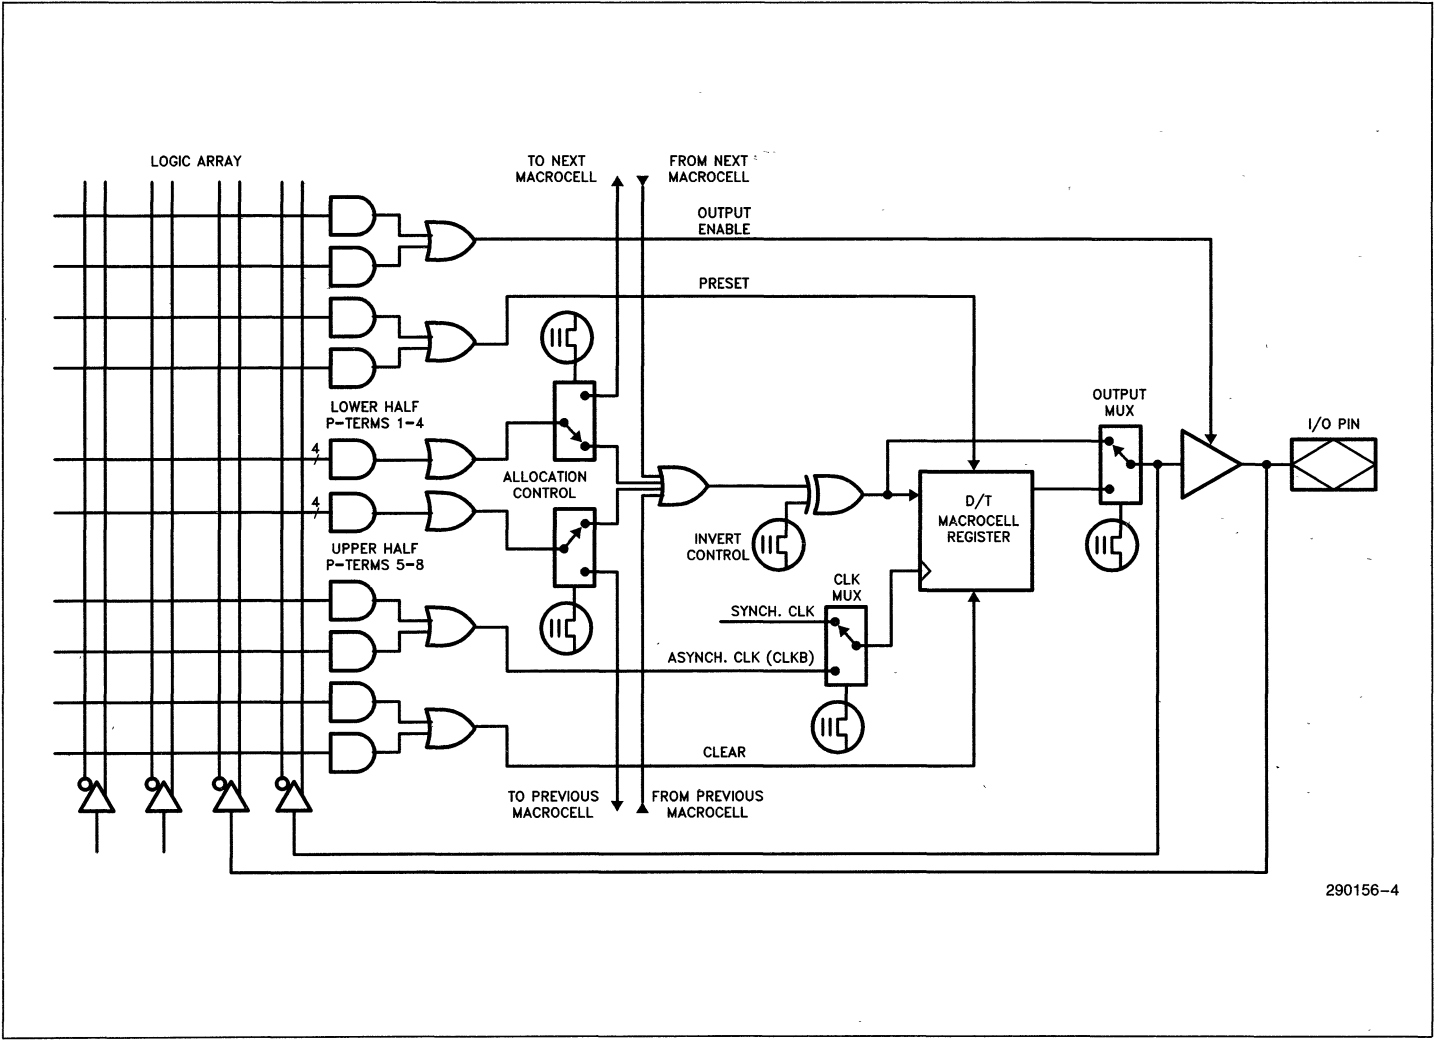 LOGIC ARRAY
TO NEXT
MACROCELL
FROM NEXT
MACROCELL
OUTPUT
ENABLE
PRESET
LOWER HALF
P-TERMS 1-4
4
ALLOCATION
CONTROL
4
UPPER HALF
P-TERMS 5-8
INVERT
CONTROL
D/T
MACROCELL
REGISTER
OUTPUT
MUX
I/O PIN
CLK
MUX
SYNCH. CLK
ASYNCH. CLK (CLKB)
CLEAR
TO PREVIOUS
MACROCELL
FROM PREVIOUS
MACROCELL
290156-4